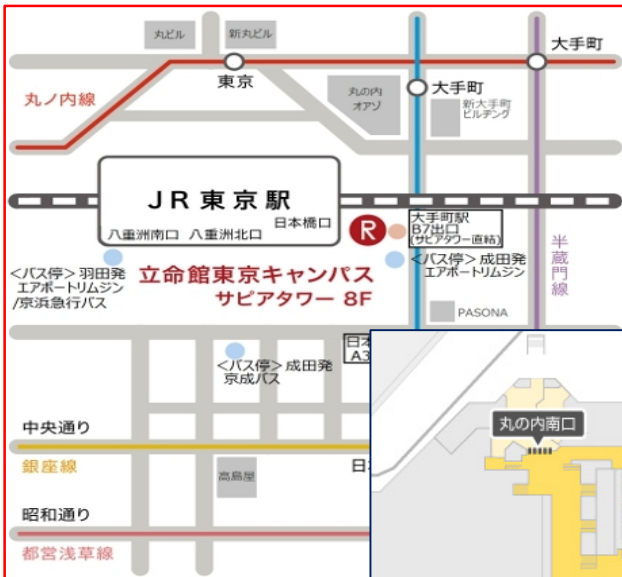 丸ビル
新丸ビル
大手町
東京
丸ノ内線
丸の内
オアゾ
大手町
新大手町
ビルヂング
JR東京駅
日本橋口
八重洲南口 八重洲北口
R
大手町駅
B7出口
(サピアタワー直結)
半蔵門線
<バス停>羽田発
エアポートリムジン
/京浜急行バス
立命館東京キャンパス
サピアタワー 8F
<バス停>成田発
エアポートリムジン
PASONA
日本
A3
<バス停>成田発
京成バス
丸の内南口
中央通り
銀座線
高島屋
日
昭和通り
都営浅草線